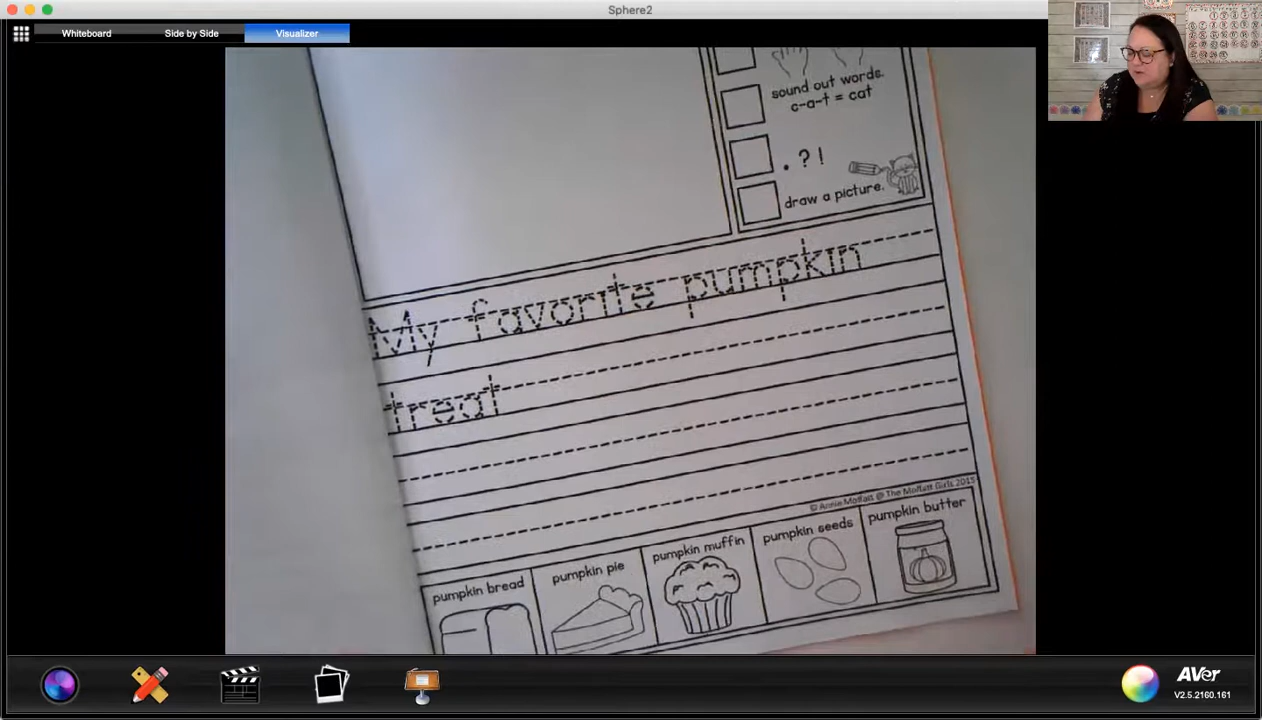 Sphere2
Whiteboard
Side by Side
Visualizer
sound out words.
c-a-t = cat
. ? !
draw a picture.
My favorite pumpkin
treat
© Annie Moffatt @ The Moffatt Girls 2015
pumpkin bread
pumpkin pie
pumpkin muffin
pumpkin seeds
pumpkin butter
AVer
V2.5.2160.161